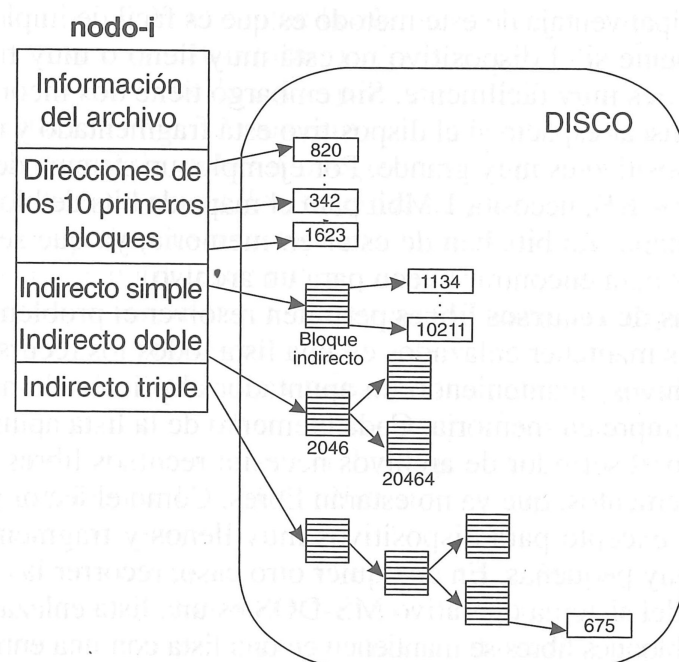 nodo-i
Información
del archivo
Direcciones de
los 10 primeros
bloques
Indirecto simple
Indirecto doble
Indirecto triple
DISCO
820
342
1623
1134
10211
Bloque
indirecto
2046
20464
675